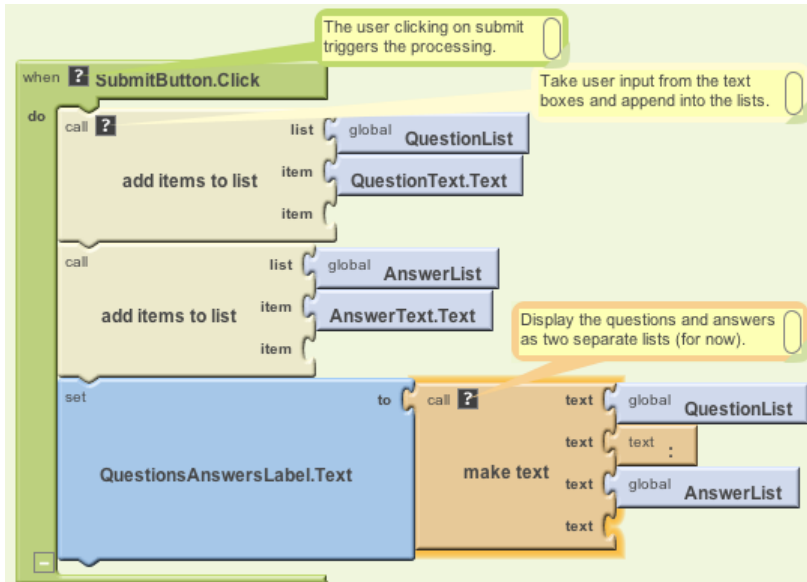 The user clicking on submit
triggers the processing.
when ? SubmitButton.Click
Take user input from the text
boxes and append into the lists.
do
call ?
list
global QuestionList
add items to list
item
QuestionText.Text
item
call
list
global AnswerList
add items to list
item
AnswerText.Text
item
Display the questions and answers
as two separate lists (for now).
set
to
call ?
text
global QuestionList
text
text :
QuestionsAnswersLabel.Text
make text
text
global AnswerList
text